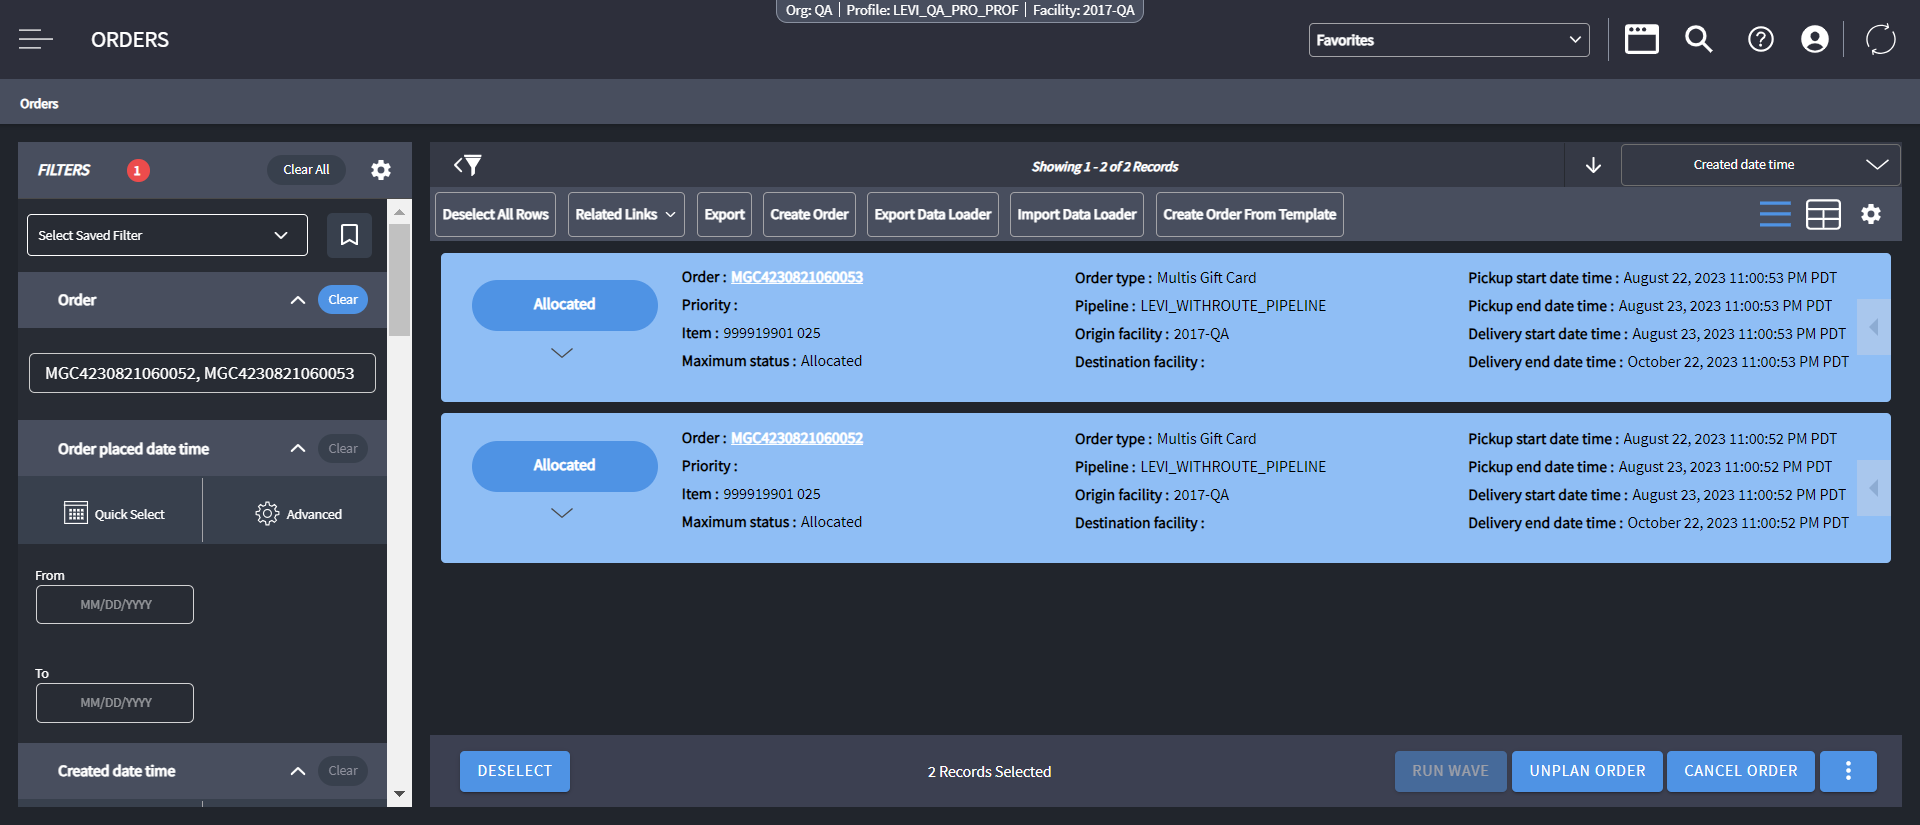 Org: QA | Profile: LEVI_QA_PRO_PROF | Facility: 2017-QA
ORDERS
Favorites
Orders
FILTERS 1 Clear All
Select Saved Filter
Order Clear
MGC4230821060052, MGC4230821060053
Order placed date time Clear
Quick Select Advanced
From
MM/DD/YYYY
To
MM/DD/YYYY
Created date time Clear
Showing 1 - 2 of 2 Records
Created date time
Deselect All Rows Related Links Export Create Order Export Data Loader Import Data Loader Create Order From Template
Allocated
Order : MGC4230821060053
Priority :
Item : 999919901 025
Maximum status : Allocated
Order type : Multis Gift Card
Pipeline : LEVI_WITHROUTE_PIPELINE
Origin facility : 2017-QA
Destination facility :
Pickup start date time : August 22, 2023 11:00:53 PM PDT
Pickup end date time : August 23, 2023 11:00:53 PM PDT
Delivery start date time : August 23, 2023 11:00:53 PM PDT
Delivery end date time : October 22, 2023 11:00:53 PM PDT
Allocated
Order : MGC4230821060052
Priority :
Item : 999919901 025
Maximum status : Allocated
Order type : Multis Gift Card
Pipeline : LEVI_WITHROUTE_PIPELINE
Origin facility : 2017-QA
Destination facility :
Pickup start date time : August 22, 2023 11:00:52 PM PDT
Pickup end date time : August 23, 2023 11:00:52 PM PDT
Delivery start date time : August 23, 2023 11:00:52 PM PDT
Delivery end date time : October 22, 2023 11:00:52 PM PDT
DESELECT
2 Records Selected
RUN WAVE UNPLAN ORDER CANCEL ORDER